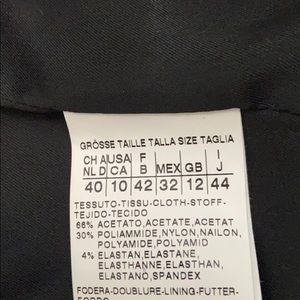 GRÖSSE TAILLE TALLA SIZE TAGLIA
CH A USA F MEX GB I
NL D CA B J
40 10 42 32 12 44
TESSUTO-TISSU-CLOTH-STOFF-
TEJIDO-TECIDO
66% ACETATO,ACETATE,ACETAT
30% POLIAMMIDE,NYLON,NAILON,
POLYAMIDE,POLYAMID
4% ELASTAN,ELASTANE,
ELASTHANNE,ELASTHAN,
ELASTANO,SPANDEX
FODERA-DOUBLURE-LINING-FUTTER-
FORRO